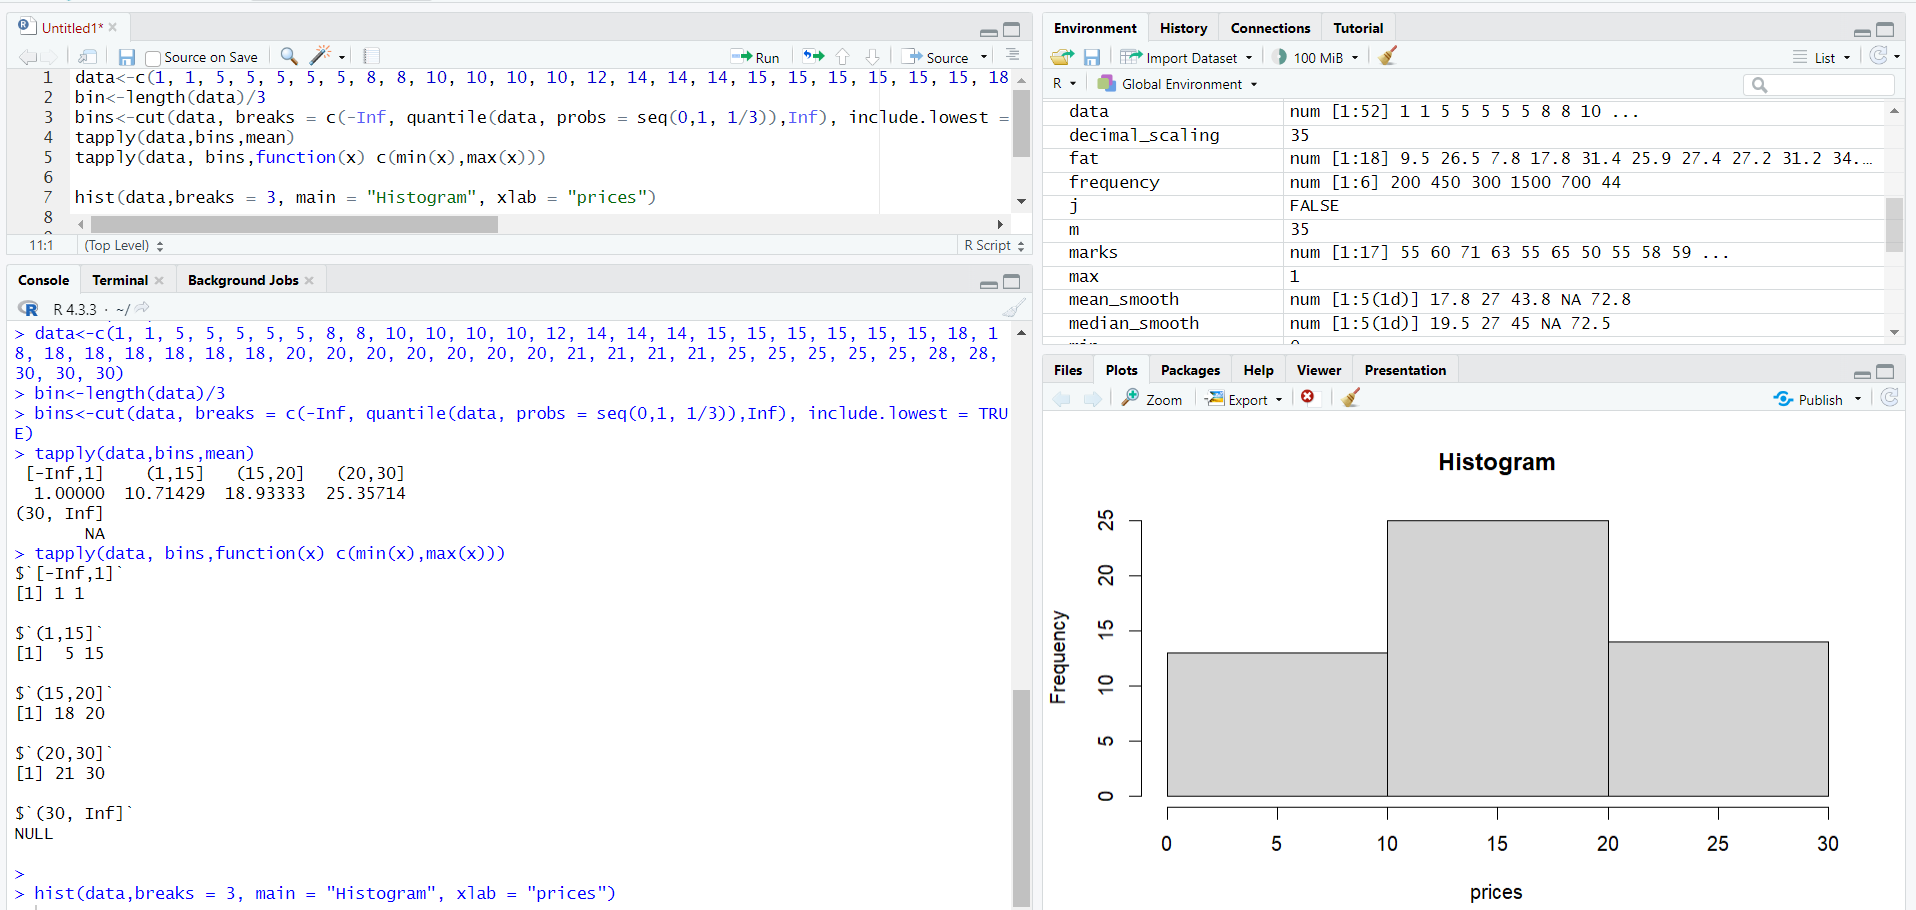 Untitled1*
Source on Save
Run
Source
1 data<-c(1, 1, 5, 5, 5, 5, 5, 8, 8, 10, 10, 10, 10, 12, 14, 14, 14, 15, 15, 15, 15, 15, 15, 18
2 bin<-length(data)/3
3 bins<-cut(data, breaks = c(-Inf, quantile(data, probs = seq(0,1, 1/3)),Inf), include.lowest =
4 tapply(data,bins,mean)
5 tapply(data, bins,function(x) c(min(x),max(x)))
6
7 hist(data,breaks = 3, main = "Histogram", xlab = "prices")
8
11:1 (Top Level) R Script
Console Terminal Background Jobs
R 4.3.3 · ~/
> data<-c(1, 1, 5, 5, 5, 5, 5, 8, 8, 10, 10, 10, 10, 12, 14, 14, 14, 15, 15, 15, 15, 15, 15, 18, 1
8, 18, 18, 18, 18, 18, 18, 20, 20, 20, 20, 20, 20, 20, 21, 21, 21, 21, 25, 25, 25, 25, 25, 28, 28,
30, 30, 30)
> bin<-length(data)/3
> bins<-cut(data, breaks = c(-Inf, quantile(data, probs = seq(0,1, 1/3)),Inf), include.lowest = TRU
E)
> tapply(data,bins,mean)
[-Inf,1] (1,15] (15,20] (20,30]
1.00000 10.71429 18.93333 25.35714
(30, Inf]
NA
> tapply(data, bins,function(x) c(min(x),max(x)))
$`[-Inf,1]`
[1] 1 1
$`(1,15]`
[1] 5 15
$`(15,20]`
[1] 18 20
$`(20,30]`
[1] 21 30
$`(30, Inf]`
NULL
>
> hist(data,breaks = 3, main = "Histogram", xlab = "prices")
Environment History Connections Tutorial
Import Dataset 100 MiB List
R Global Environment
data num [1:52] 1 1 5 5 5 5 5 8 8 10 ...
decimal_scaling 35
fat num [1:18] 9.5 26.5 7.8 17.8 31.4 25.9 27.4 27.2 31.2 34.…
frequency num [1:6] 200 450 300 1500 700 44
j FALSE
m 35
marks num [1:17] 55 60 71 63 55 65 50 55 58 59 ...
max 1
mean_smooth num [1:5(1d)] 17.8 27 43.8 NA 72.8
median_smooth num [1:5(1d)] 19.5 27 45 NA 72.5
Files Plots Packages Help Viewer Presentation
Zoom Export Publish
Histogram
Frequency
25
20
15
10
5
0
0 5 10 15 20 25 30
prices